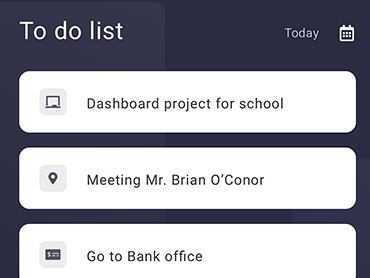 To do list
Today
Dashboard project for school
Meeting Mr. Brian O’Conor
Go to Bank office